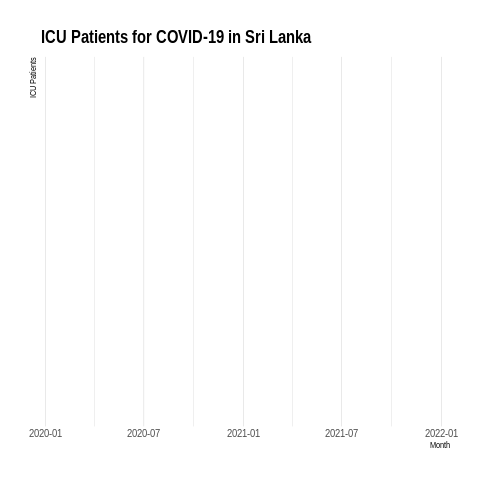 ICU Patients for COVID-19 in Sri Lanka
ICU Patients
2020-01 2020-07 2021-01 2021-07 2022-01
Month